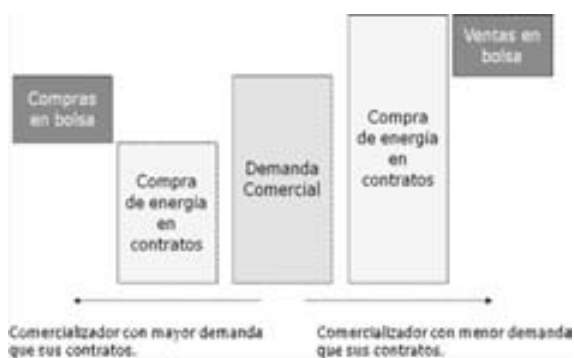 Compras
en bolsa
Compra
de energía
en
contratos
Demanda
Comercial
Compra
de energía
en
contratos
Ventas en
bolsa
Comercializador con mayor demanda
que sus contratos.
Comercializador con menor demanda
que sus contratos.